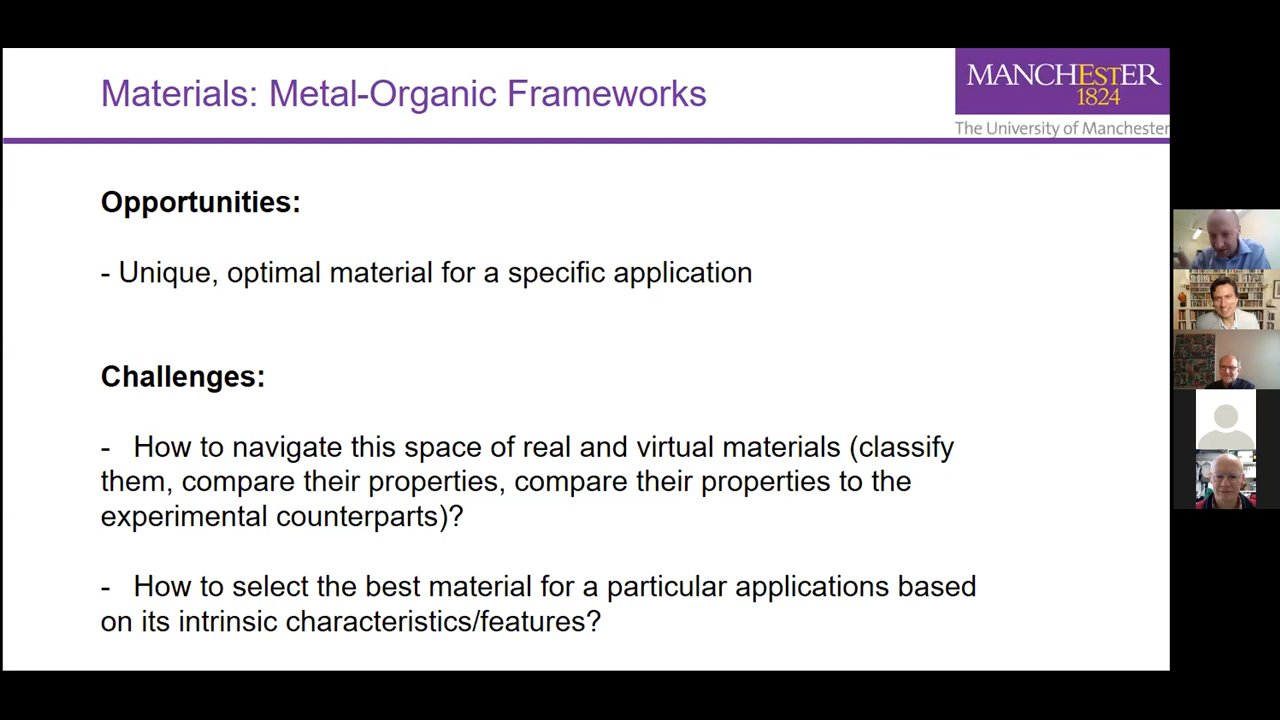 Materials: Metal-Organic Frameworks
MANCHEsTER
1824
The University of Manchester
Opportunities:
- Unique, optimal material for a specific application
Challenges:
- How to navigate this space of real and virtual materials (classify
them, compare their properties, compare their properties to the
experimental counterparts)?
- How to select the best material for a particular applications based
on its intrinsic characteristics/features?